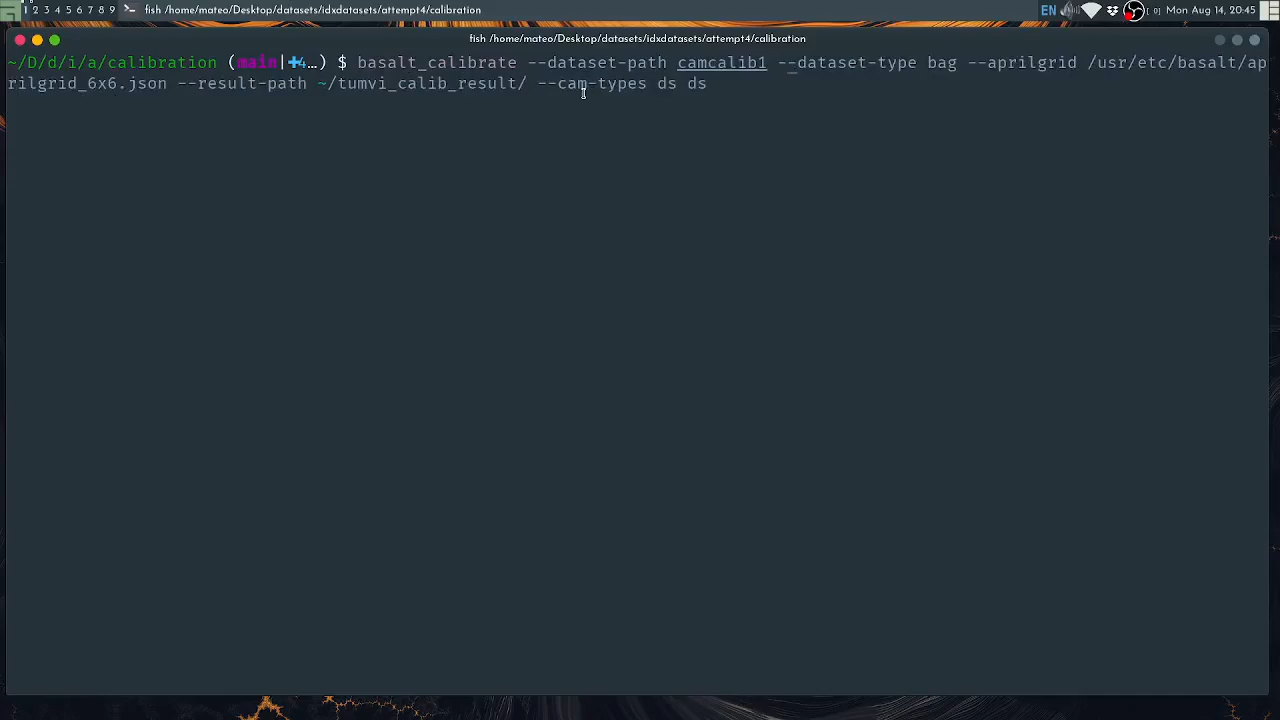 1 2 3 4 5 6 7 8 9 >_ fish /home/mateo/Desktop/datasets/idxdatasets/attempt4/calibration EN Mon Aug 14, 20:45
fish /home/mateo/Desktop/datasets/idxdatasets/attempt4/calibration
~/D/d/i/a/calibration (main|✚4…) $ basalt_calibrate --dataset-path camcalib1 --dataset-type bag --aprilgrid /usr/etc/basalt/ap
rilgrid_6x6.json --result-path ~/tumvi_calib_result/ --cam-types ds ds